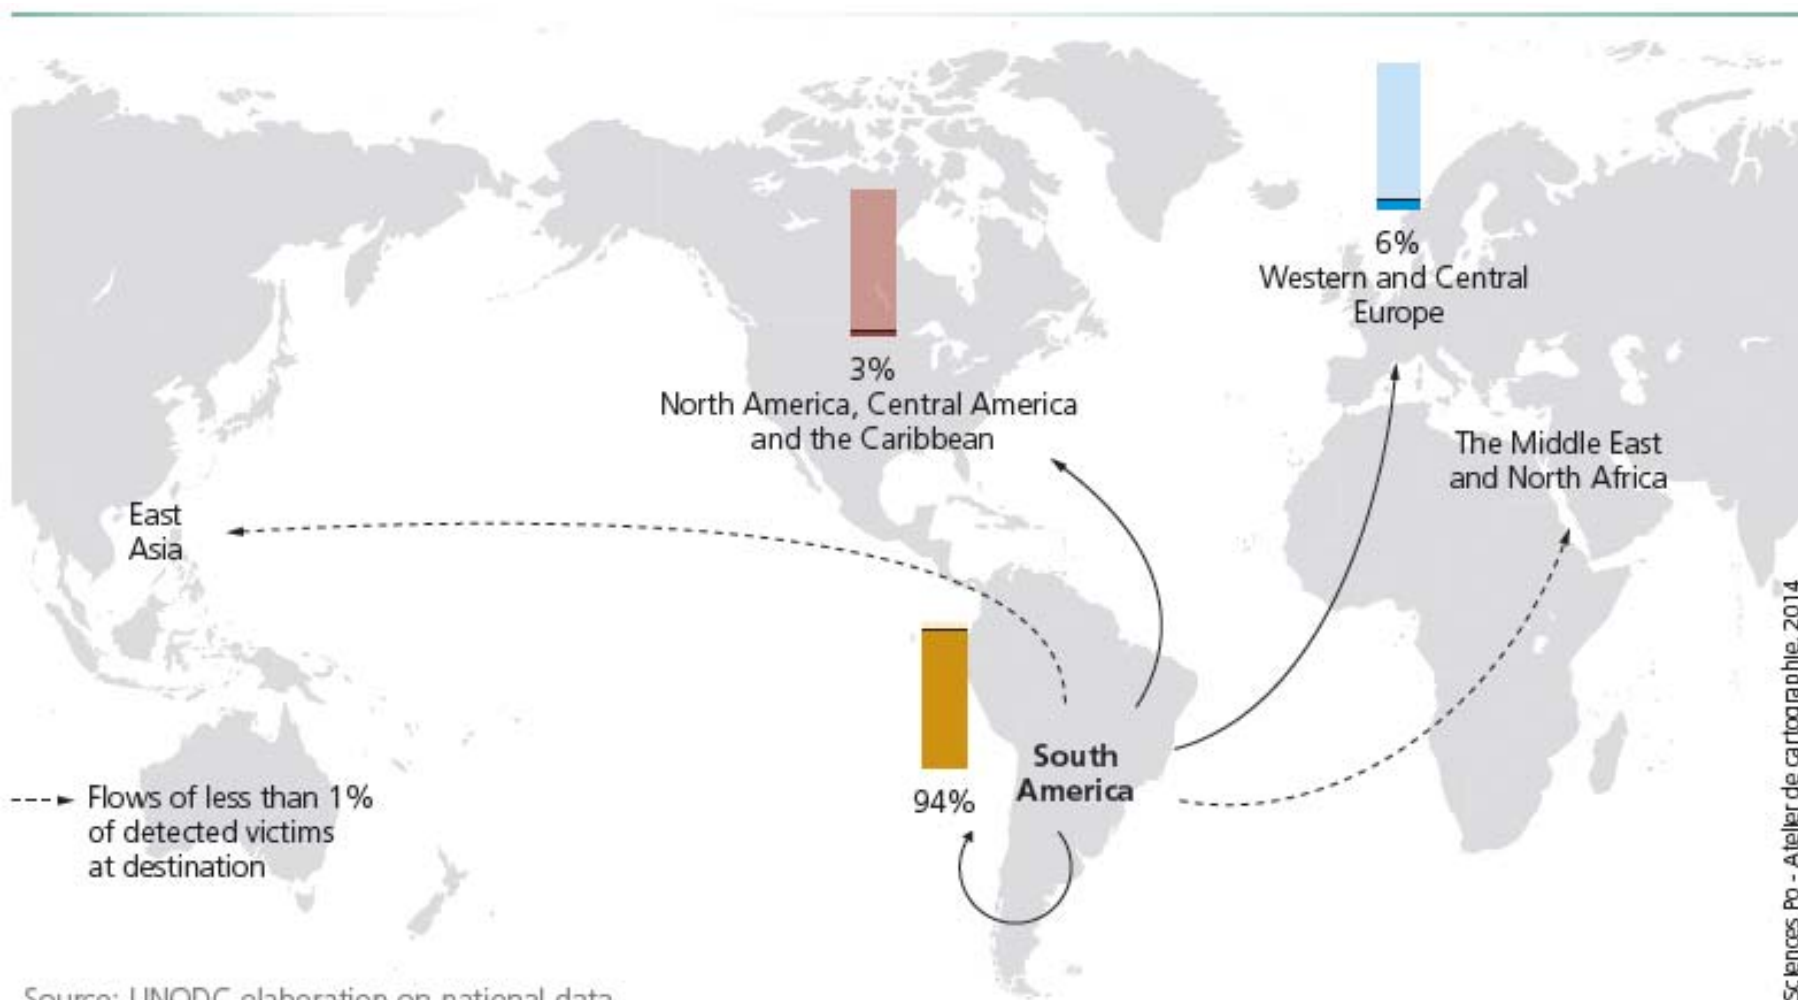 6%
Western and Central
Europe
3%
North America, Central America
and the Caribbean
The Middle East
and North Africa
East
Asia
South
America
94%
Flows of less than 1%
of detected victims
at destination
Source: UNODC elaboration on national data
Sciences Po - Atelier de cartographie, 2014